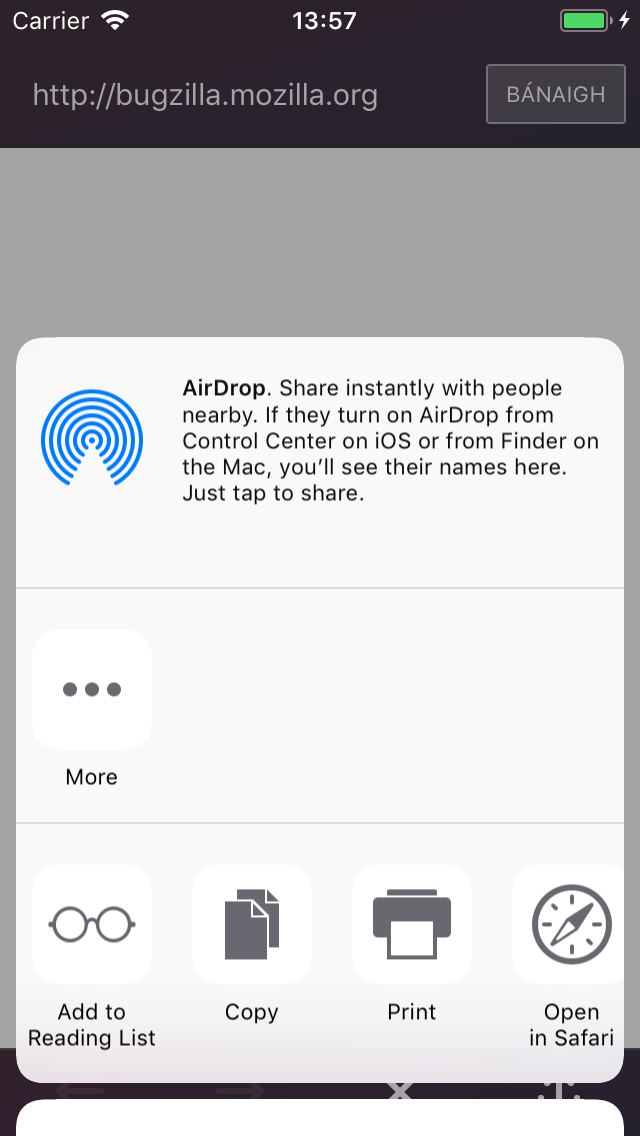 Carrier
13:57
http://bugzilla.mozilla.org
BÁNAIGH
AirDrop. Share instantly with people
nearby. If they turn on AirDrop from
Control Center on iOS or from Finder on
the Mac, you’ll see their names here.
Just tap to share.
More
Add to
Reading List
Copy
Print
Open
in Safari